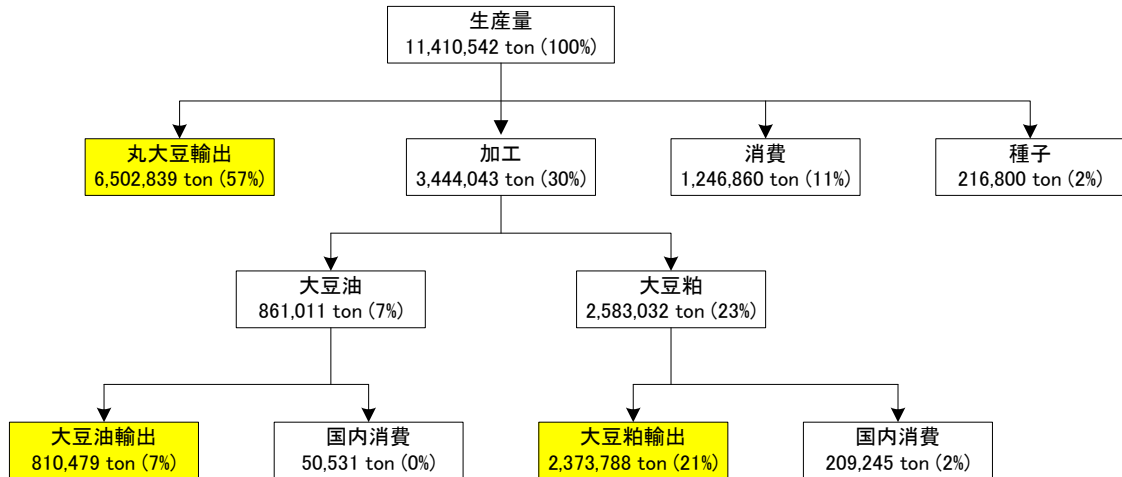 生産量
11,410,542 ton (100%)
丸大豆輸出
6,502,839 ton (57%)
加工
3,444,043 ton (30%)
消費
1,246,860 ton (11%)
種子
216,800 ton (2%)
大豆油
861,011 ton (7%)
大豆粕
2,583,032 ton (23%)
大豆油輸出
810,479 ton (7%)
国内消費
50,531 ton (0%)
大豆粕輸出
2,373,788 ton (21%)
国内消費
209,245 ton (2%)